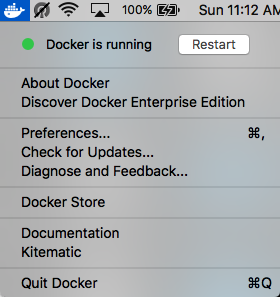 100% Sun 11:12 AM
Docker is running Restart
About Docker
Discover Docker Enterprise Edition
Preferences... ⌘,
Check for Updates...
Diagnose and Feedback...
Docker Store
Documentation
Kitematic
Quit Docker ⌘Q